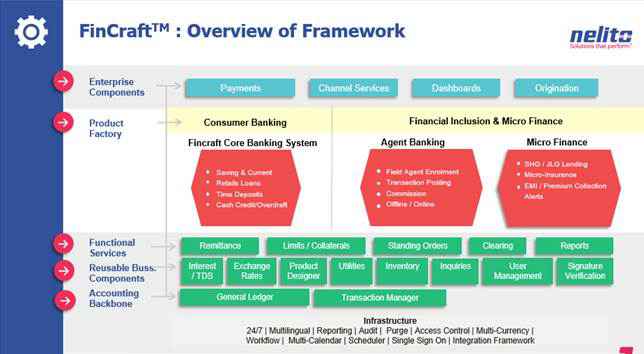 FinCraft™ : Overview of Framework
nelito
Solutions that perform.™
Enterprise
Components
Payments
Channel Services
Dashboards
Origination
Product
Factory
Consumer Banking
Financial Inclusion & Micro Finance
Fincraft Core Banking System
Agent Banking
Micro Finance
• Saving & Current
• Retails Loans
• Time Deposits
• Cash Credit/Overdraft
• Field Agent Enrolment
• Transaction Posting
• Commission
• Offline / Online
• SHG / JLG Lending
• Micro-Insurance
• EMI / Premium Collection
Alerts
Functional
Services
Remittance
Limits / Collaterals
Standing Orders
Clearing
Reports
Reusable Buss.
Components
Interest
/ TDS
Exchange
Rates
Product
Designer
Utilities
Inventory
Inquiries
User
Management
Signature
Verification
Accounting
Backbone
General Ledger
Transaction Manager
Infrastructure
24/7 | Multilingual | Reporting | Audit | Purge | Access Control | Multi-Currency |
Workflow | Multi-Calendar | Scheduler | Single Sign On | Integration Framework